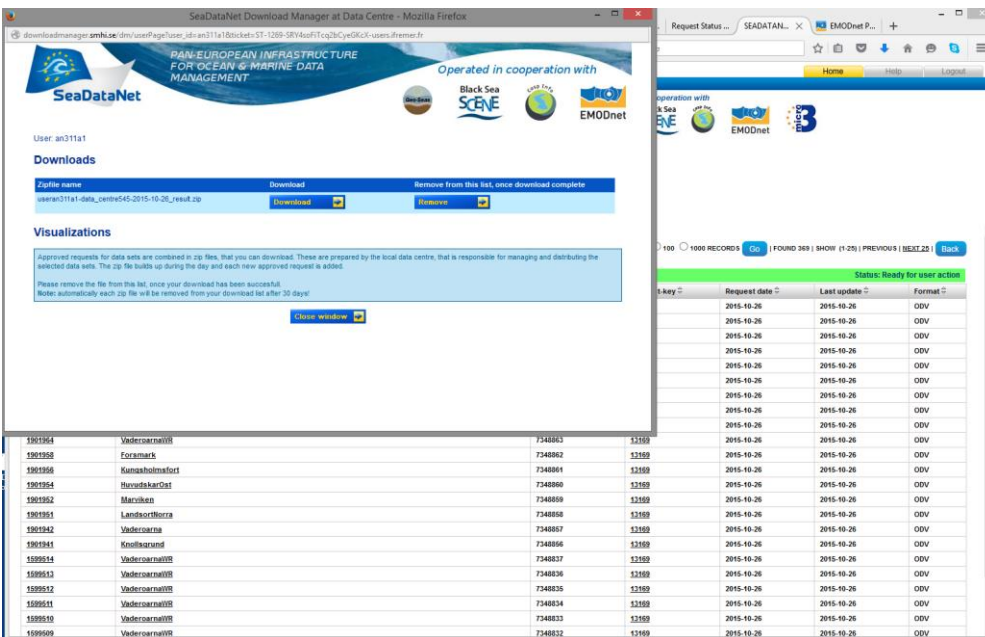 SeaDataNet Download Manager at Data Centre - Mozilla Firefox
downloadmanager.smhi.se/dm/userPage?user_id=an311a1&ticket=ST-1289-SRY4soFiTcq2bCyeGKcX-users.ifremer.fr
Request Status ... SEADATAN... EMODnet P...
Home Help Logout
PAN-EUROPEAN INFRASTRUCTURE
FOR OCEAN & MARINE DATA
MANAGEMENT
SeaDataNet
Operated in cooperation with
Geo-Seas
Black Sea
SCENE
EMODnet
operation with
EMODnet
micro
User: an311a1
Downloads
Zipfile name Download Remove from this list, once download complete
useran311a1-data_centre545-2015-10-26_result.zip Download Remove
Visualizations
Approved requests for data sets are combined in zip files, that you can download. These are prepared by the local data centre, that is responsible for managing and distributing the
selected data sets. The zip file builds up during the day and each new approved request is added.
Please remove the file from this list, once your download has been succesfull.
Note: automatically each zip file will be removed from your download list after 30 days!
Close window
100 1000 RECORDS Go | FOUND 369 | SHOW (1-25) | PREVIOUS | NEXT 25 | Back
Status: Ready for user action
t-key Request date Last update Format
2015-10-26 2015-10-26 ODV
2015-10-26 2015-10-26 ODV
2015-10-26 2015-10-26 ODV
2015-10-26 2015-10-26 ODV
2015-10-26 2015-10-26 ODV
2015-10-26 2015-10-26 ODV
2015-10-26 2015-10-26 ODV
2015-10-26 2015-10-26 ODV
2015-10-26 2015-10-26 ODV
1901964 VaderoarnaWR 7348863 13169 2015-10-26 2015-10-26 ODV
1901958 Forsmark 7348862 13169 2015-10-26 2015-10-26 ODV
1901956 Kungsholmsfort 7348861 13169 2015-10-26 2015-10-26 ODV
1901954 HuvudskarOst 7348860 13169 2015-10-26 2015-10-26 ODV
1901952 Marviken 7348859 13169 2015-10-26 2015-10-26 ODV
1901951 LandsortNorra 7348858 13169 2015-10-26 2015-10-26 ODV
1901942 Vaderoarna 7348857 13169 2015-10-26 2015-10-26 ODV
1901941 Knollsgrund 7348856 13169 2015-10-26 2015-10-26 ODV
1599514 VaderoarnaWR 7348837 13169 2015-10-26 2015-10-26 ODV
1599513 VaderoarnaWR 7348836 13169 2015-10-26 2015-10-26 ODV
1599512 VaderoarnaWR 7348835 13169 2015-10-26 2015-10-26 ODV
1599511 VaderoarnaWR 7348834 13169 2015-10-26 2015-10-26 ODV
1599510 VaderoarnaWR 7348833 13169 2015-10-26 2015-10-26 ODV
1599509 VaderoarnaWR 7348832 13169 2015-10-26 2015-10-26 ODV